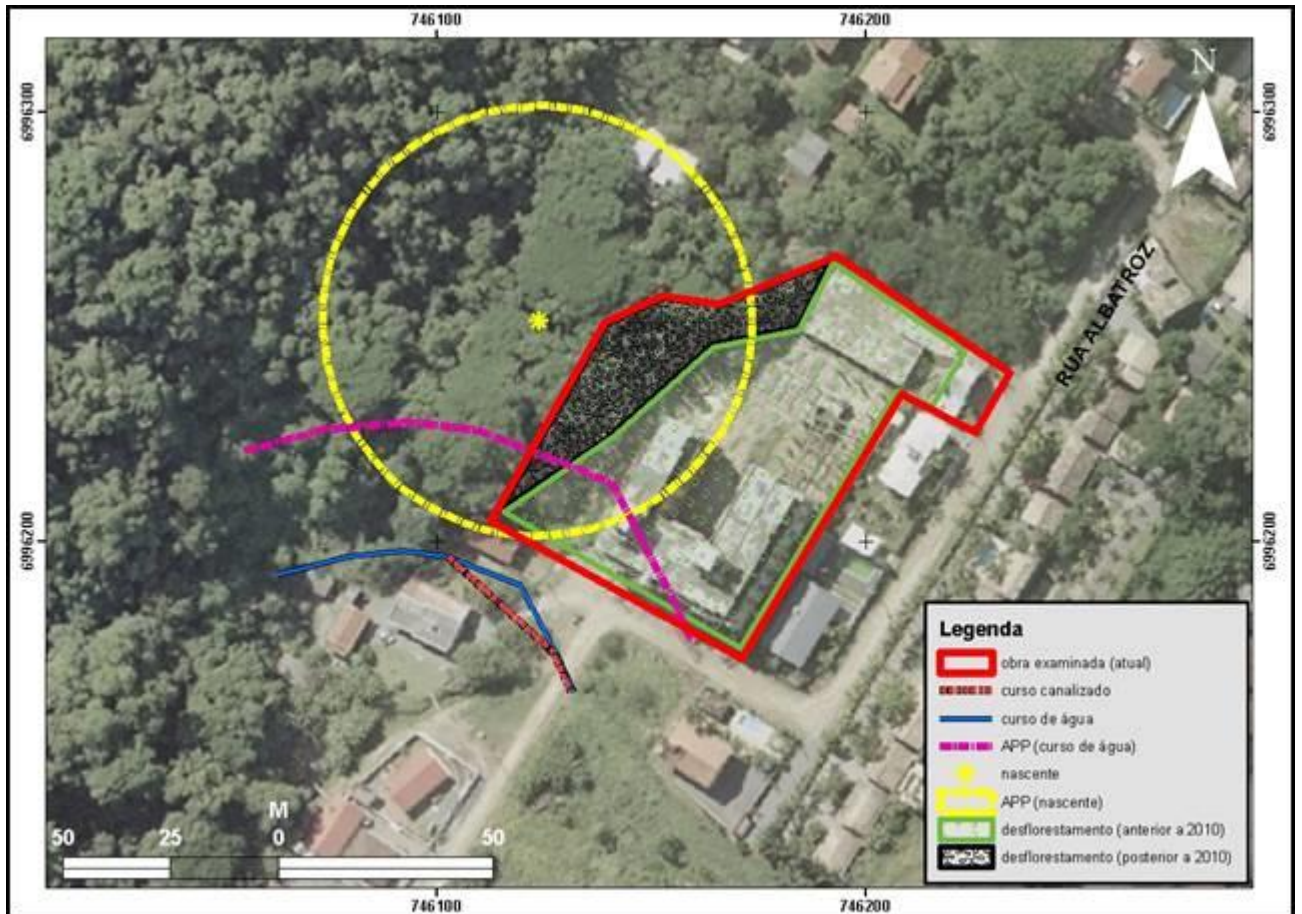 746100
746200
6996300
6996300
N
RUA ALBATROZ
6996200
6996200
M
50
25
0
50
Legenda
obra examinada (atual)
curso canalizado
curso de água
APP (curso de água)
nascente
APP (nascente)
desflorestamento (anterior a 2010)
desflorestamento (posterior a 2010)
746100
746200